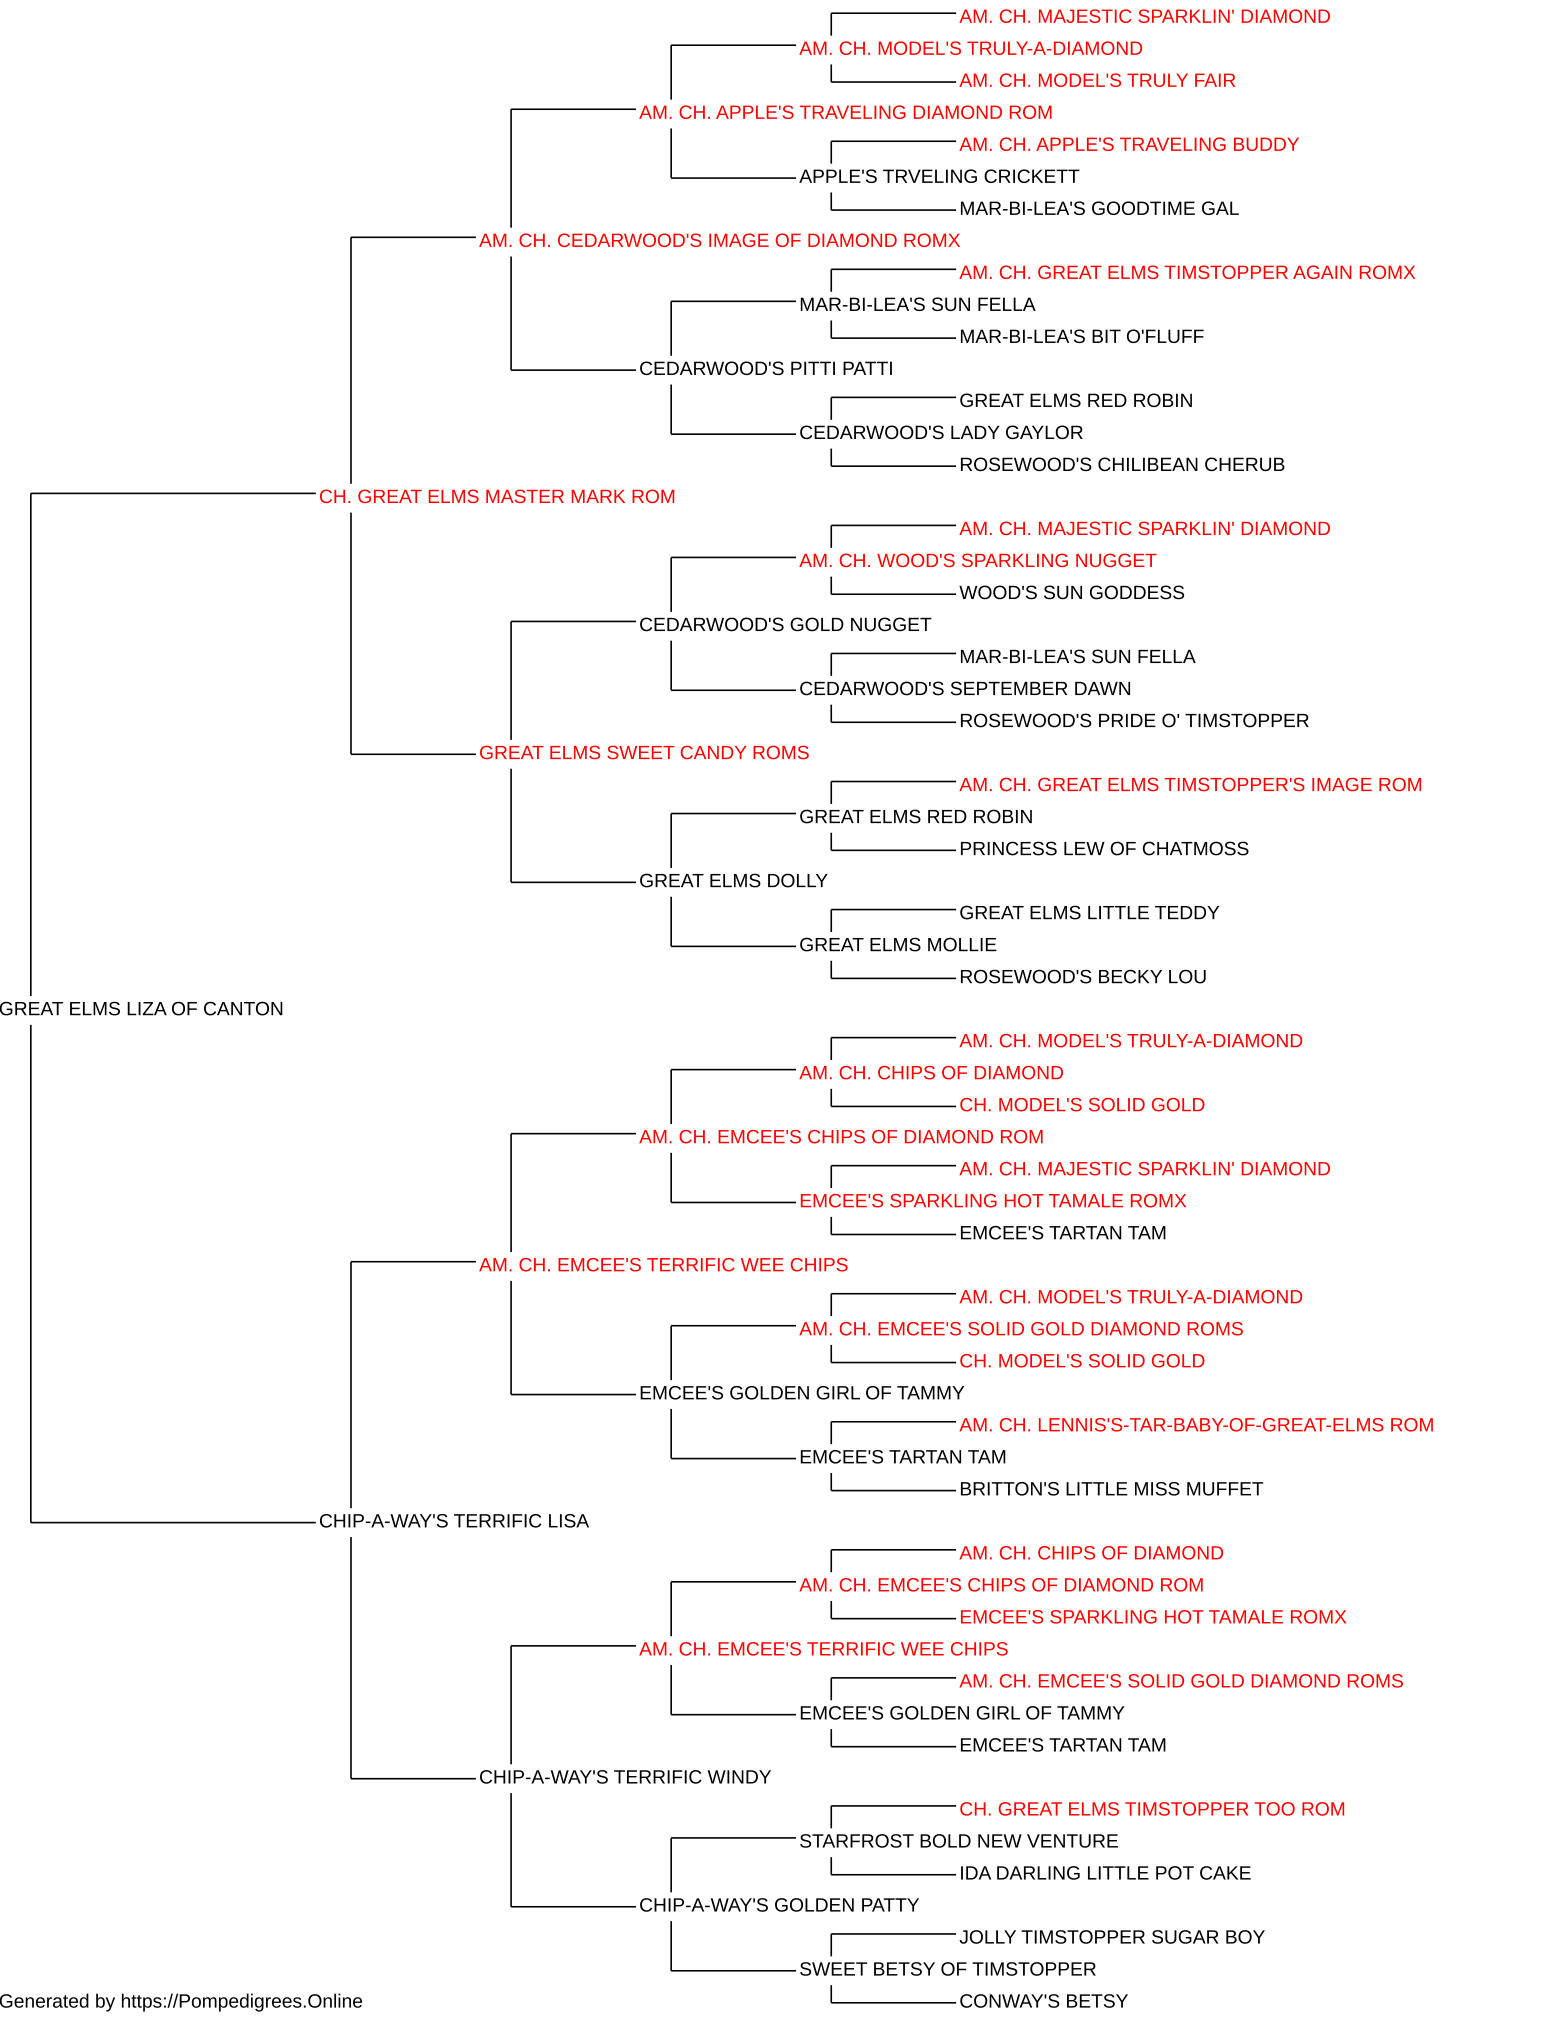 AM. CH. MAJESTIC SPARKLIN' DIAMOND
AM. CH. MODEL'S TRULY-A-DIAMOND
AM. CH. MODEL'S TRULY FAIR
AM. CH. APPLE'S TRAVELING DIAMOND ROM
AM. CH. APPLE'S TRAVELING BUDDY
APPLE'S TRVELING CRICKETT
MAR-BI-LEA'S GOODTIME GAL
AM. CH. CEDARWOOD'S IMAGE OF DIAMOND ROMX
AM. CH. GREAT ELMS TIMSTOPPER AGAIN ROMX
MAR-BI-LEA'S SUN FELLA
MAR-BI-LEA'S BIT O'FLUFF
CEDARWOOD'S PITTI PATTI
GREAT ELMS RED ROBIN
CEDARWOOD'S LADY GAYLOR
ROSEWOOD'S CHILIBEAN CHERUB
CH. GREAT ELMS MASTER MARK ROM
AM. CH. MAJESTIC SPARKLIN' DIAMOND
AM. CH. WOOD'S SPARKLING NUGGET
WOOD'S SUN GODDESS
CEDARWOOD'S GOLD NUGGET
MAR-BI-LEA'S SUN FELLA
CEDARWOOD'S SEPTEMBER DAWN
ROSEWOOD'S PRIDE O' TIMSTOPPER
GREAT ELMS SWEET CANDY ROMS
AM. CH. GREAT ELMS TIMSTOPPER'S IMAGE ROM
GREAT ELMS RED ROBIN
PRINCESS LEW OF CHATMOSS
GREAT ELMS DOLLY
GREAT ELMS LITTLE TEDDY
GREAT ELMS MOLLIE
ROSEWOOD'S BECKY LOU
GREAT ELMS LIZA OF CANTON
AM. CH. MODEL'S TRULY-A-DIAMOND
AM. CH. CHIPS OF DIAMOND
CH. MODEL'S SOLID GOLD
AM. CH. EMCEE'S CHIPS OF DIAMOND ROM
AM. CH. MAJESTIC SPARKLIN' DIAMOND
EMCEE'S SPARKLING HOT TAMALE ROMX
EMCEE'S TARTAN TAM
AM. CH. EMCEE'S TERRIFIC WEE CHIPS
AM. CH. MODEL'S TRULY-A-DIAMOND
AM. CH. EMCEE'S SOLID GOLD DIAMOND ROMS
CH. MODEL'S SOLID GOLD
EMCEE'S GOLDEN GIRL OF TAMMY
AM. CH. LENNIS'S-TAR-BABY-OF-GREAT-ELMS ROM
EMCEE'S TARTAN TAM
BRITTON'S LITTLE MISS MUFFET
CHIP-A-WAY'S TERRIFIC LISA
AM. CH. CHIPS OF DIAMOND
AM. CH. EMCEE'S CHIPS OF DIAMOND ROM
EMCEE'S SPARKLING HOT TAMALE ROMX
AM. CH. EMCEE'S TERRIFIC WEE CHIPS
AM. CH. EMCEE'S SOLID GOLD DIAMOND ROMS
EMCEE'S GOLDEN GIRL OF TAMMY
EMCEE'S TARTAN TAM
CHIP-A-WAY'S TERRIFIC WINDY
CH. GREAT ELMS TIMSTOPPER TOO ROM
STARFROST BOLD NEW VENTURE
IDA DARLING LITTLE POT CAKE
CHIP-A-WAY'S GOLDEN PATTY
JOLLY TIMSTOPPER SUGAR BOY
SWEET BETSY OF TIMSTOPPER
CONWAY'S BETSY
Generated by https://Pompedigrees.Online